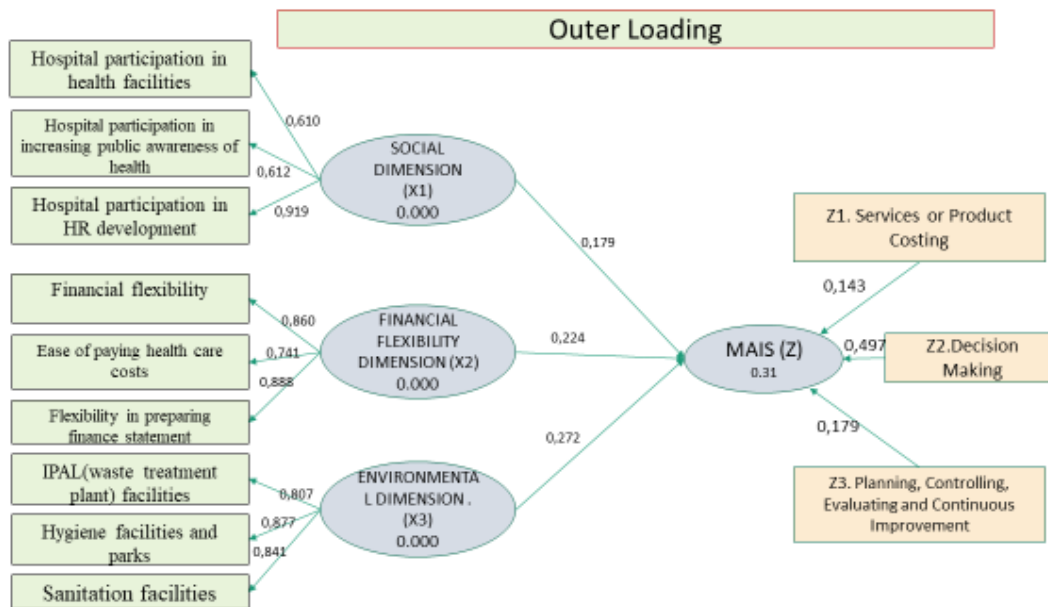 Outer Loading
Hospital participation in
health facilities
Hospital participation in
increasing public awareness of
health
Hospital participation in
HR development
0,610
0,612
0,919
SOCIAL
DIMENSION
(X1)
0.000
0,179
Financial flexibility
Ease of paying health care
costs
Flexibility in preparing
finance statement
0,860
0,741
0,888
FINANCIAL
FLEXIBILITY
DIMENSION (X2)
0.000
0,224
IPAL(waste treatment
plant) facilities
Hygiene facilities and
parks
Sanitation facilities
0,807
0,877
0,841
ENVIRONMENTA
L DIMENSION .
(X3)
0.000
0,272
MAIS (Z)
0.31
Z1. Services or Product
Costing
0,143
Z2.Decision
Making
0,497
Z3. Planning, Controlling,
Evaluating and Continuous
Improvement
0,179